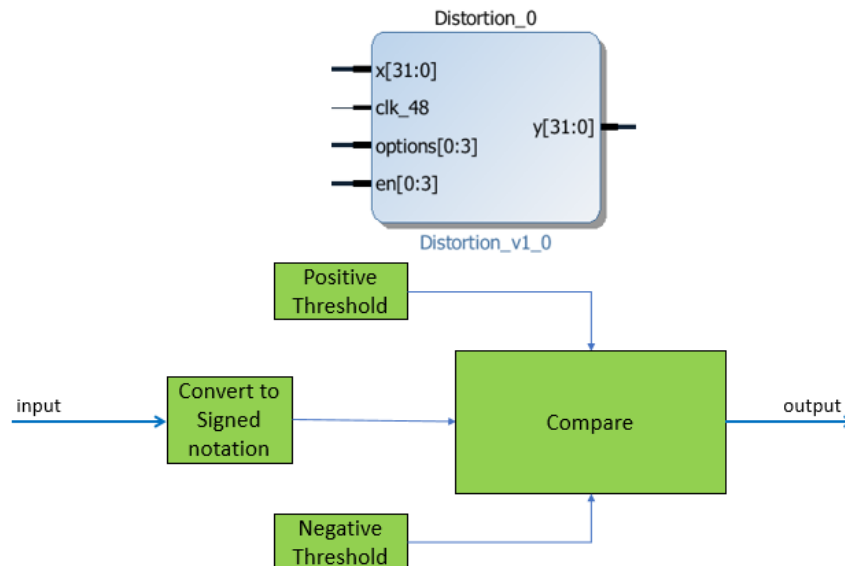 Distortion_0
x[31:0]
clk_48
options[0:3]
en[0:3]
y[31:0]
Distortion_v1_0
Positive
Threshold
input
Convert to
Signed
notation
Compare
output
Negative
Threshold